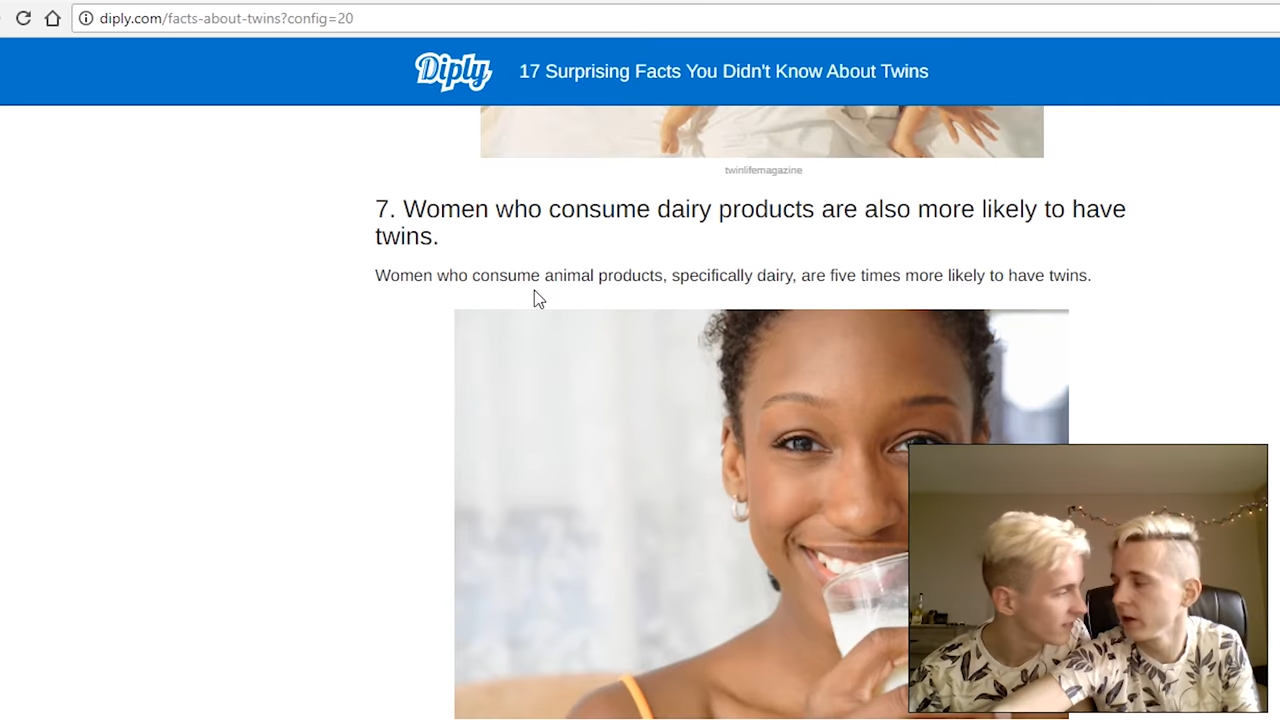 diply.com/facts-about-twins?config=20
Diply
17 Surprising Facts You Didn't Know About Twins
twinlifemagazine
7. Women who consume dairy products are also more likely to have
twins.
Women who consume animal products, specifically dairy, are five times more likely to have twins.